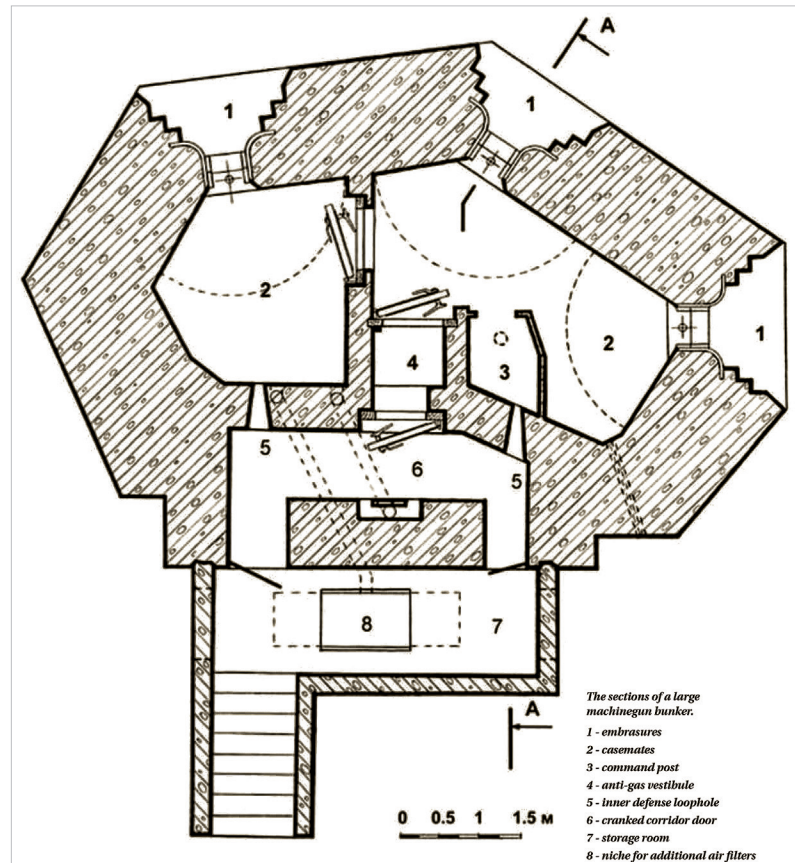 A
1
1
1
2
2
3
4
5
5
6
7
8
A
0 0.5 1 1.5 м
The sections of a large
machinegun bunker.
1 - embrasures
2 - casemates
3 - command post
4 - anti-gas vestibule
5 - inner defense loophole
6 - cranked corridor door
7 - storage room
8 - niche for additional air filters